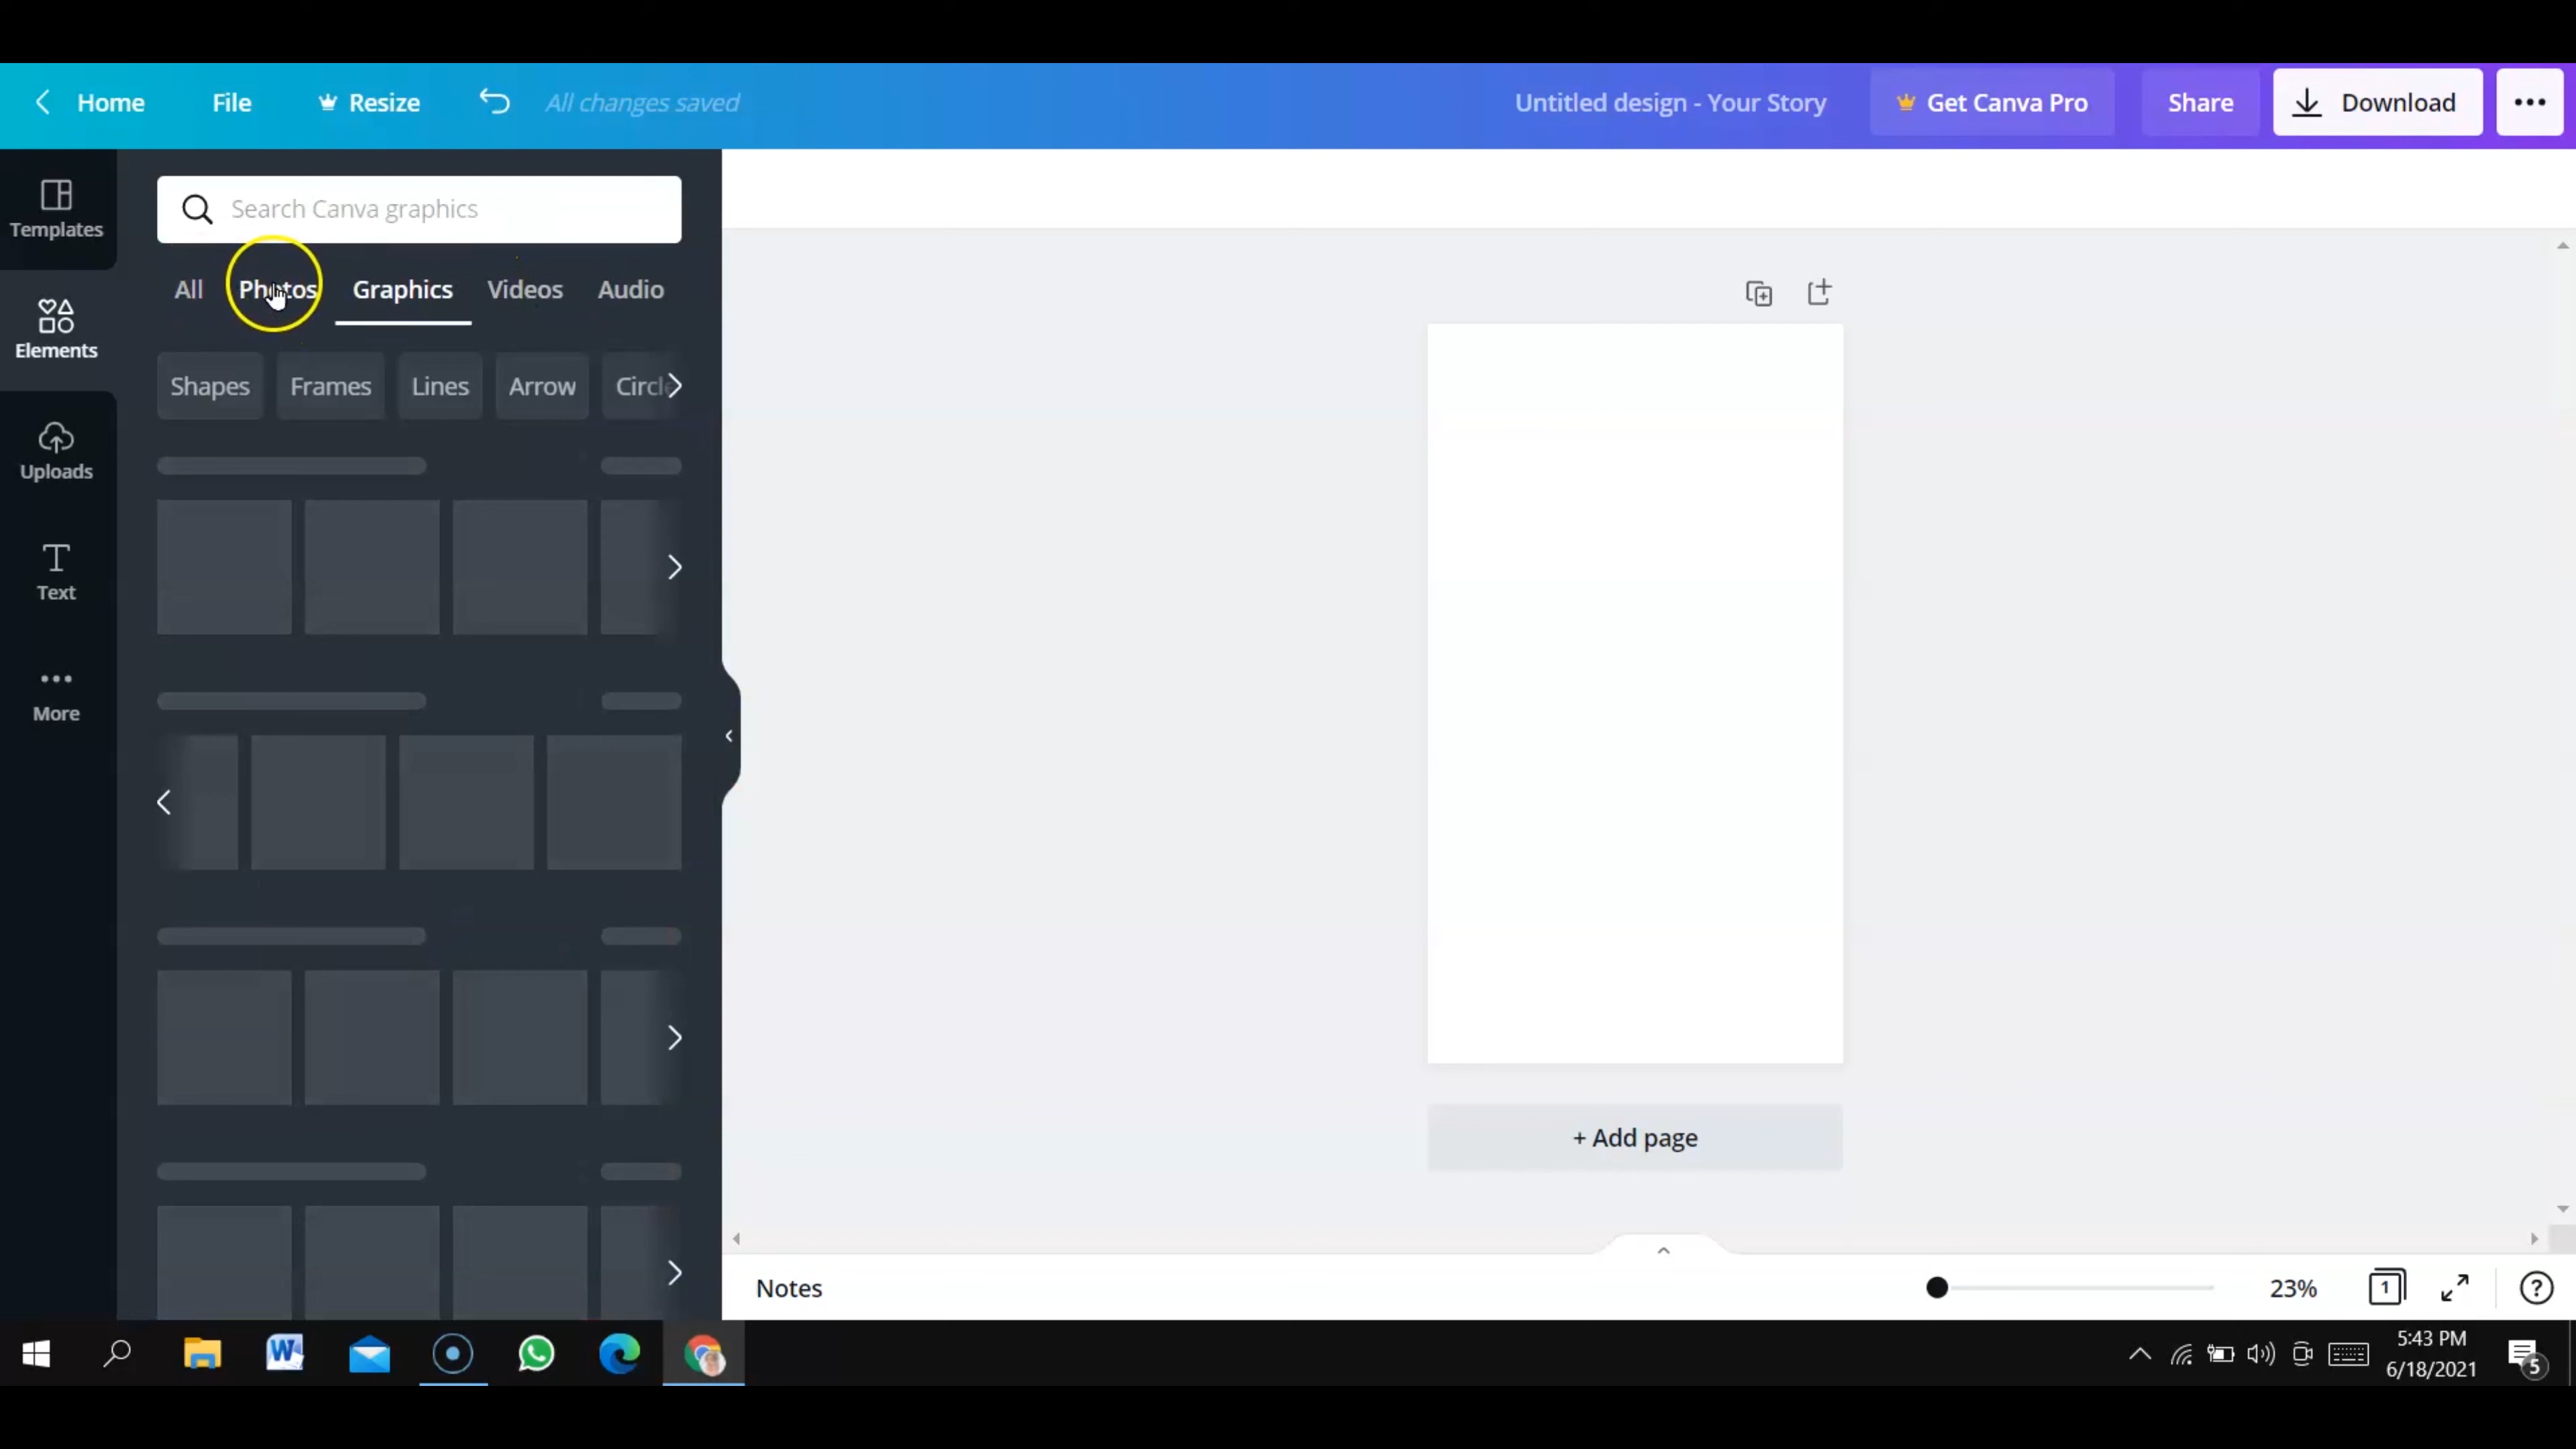 Home File Resize All changes saved Untitled design - Your Story Get Canva Pro Share Download
Templates
Elements
Uploads
Text
More
Search Canva graphics
All Photos Graphics Videos Audio
Shapes Frames Lines Arrow Circle
+ Add page
Notes 23% 1 ?
5:43 PM
6/18/2021
5